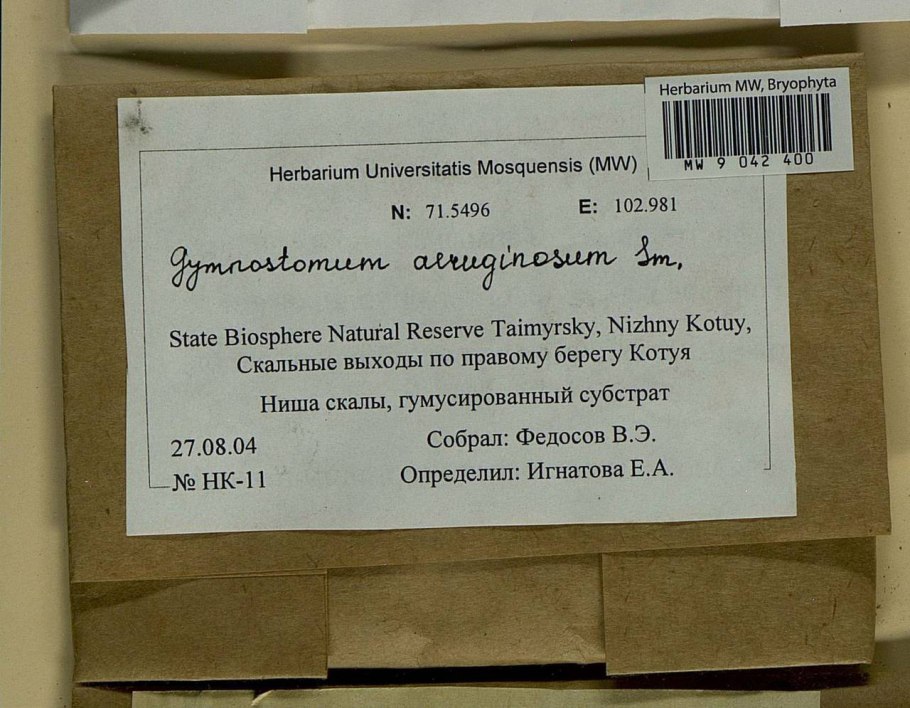 Herbarium MW, Bryophyta
MW 9 042 400
Herbarium Universitatis Mosquensis (MW)
N: 71.5496 E: 102.981
Gymnostomum aeruginosum Sm.
State Biosphere Natural Reserve Taimyrsky, Nizhny Kotuy,
Скальные выходы по правому берегу Котуя
Ниша скалы, гумусированный субстрат
27.08.04 Собрал: Федосов В.Э.
№ НК-11 Определил: Игнатова Е.А.